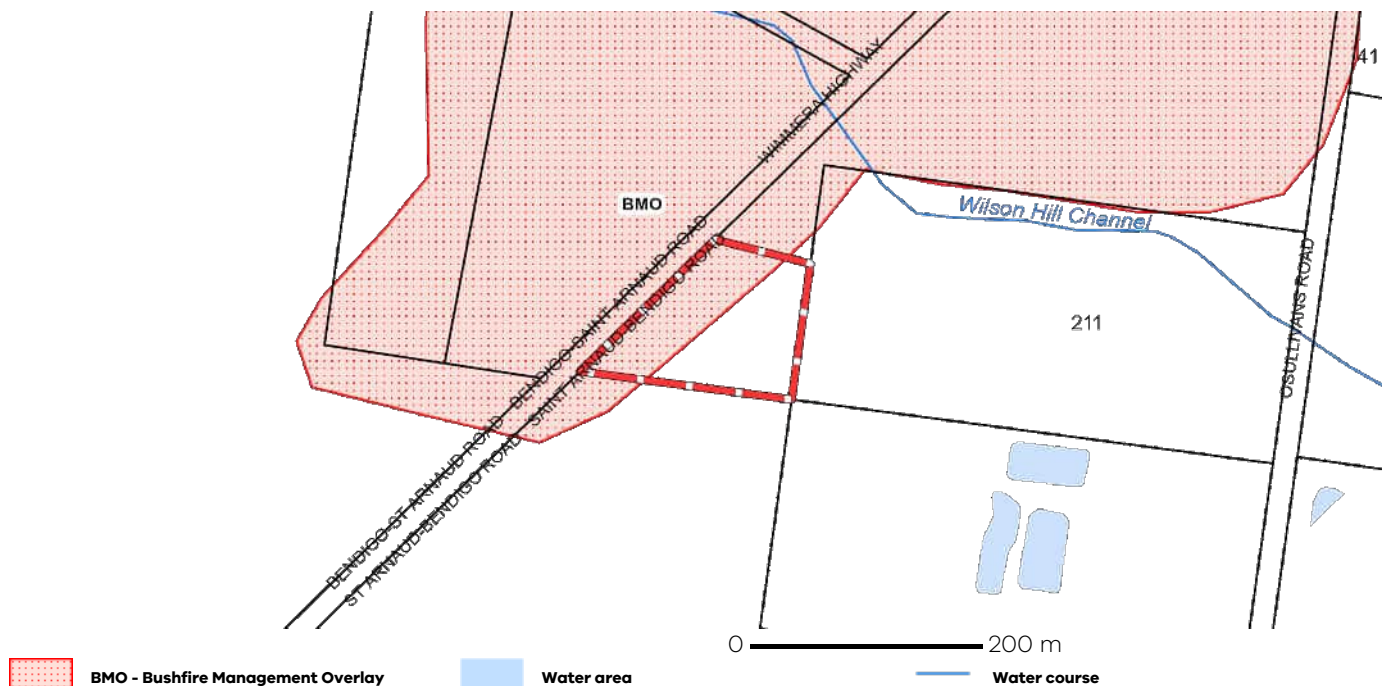 41
WIMMERA HIGHWAY
BMO
Wilson Hill Channel
BENDIGO-SAINT ARNAUD ROAD
SAINT ARNAUD-BENDIGO ROAD
OSULLIVANS ROAD
211
BENDIGO-ST ARNAUD ROAD
ST ARNAUD-BENDIGO ROAD
0 200 m
BMO - Bushfire Management Overlay Water area Water course